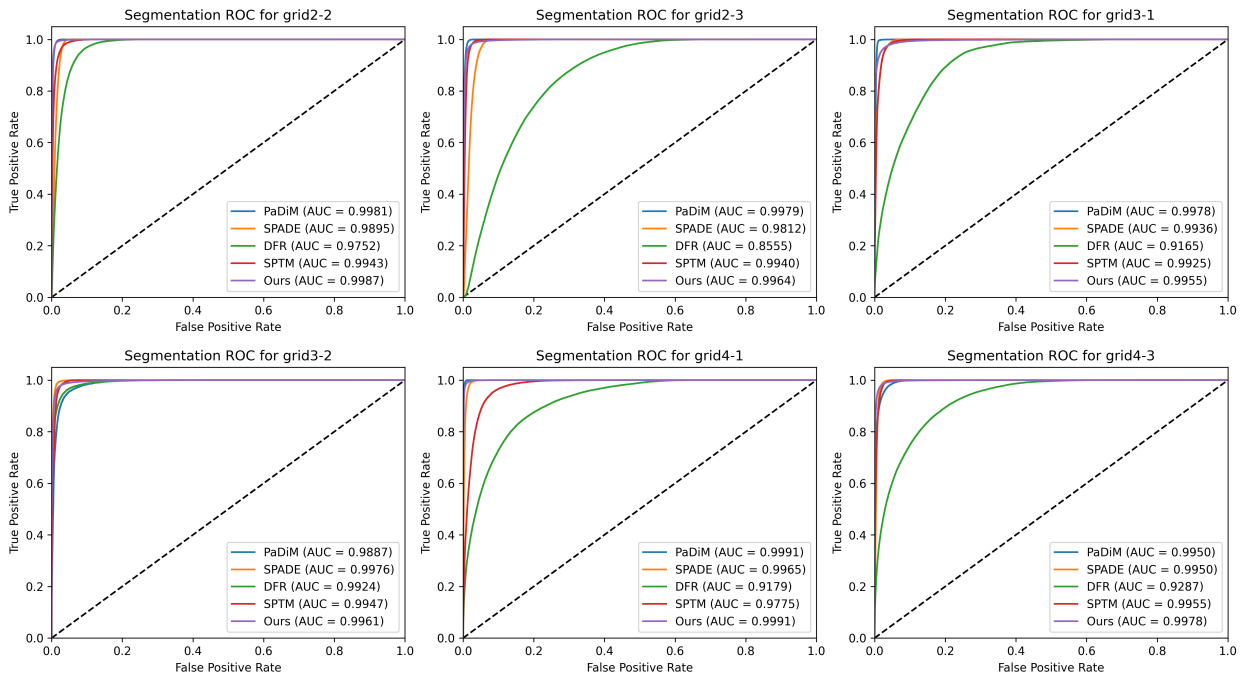 Segmentation ROC for grid2-2
True Positive Rate
1.0
0.8
0.6
0.4
0.2
0.0
PaDiM (AUC = 0.9981)
SPADE (AUC = 0.9895)
DFR (AUC = 0.9752)
SPTM (AUC = 0.9943)
Ours (AUC = 0.9987)
0.0 0.2 0.4 0.6 0.8 1.0
False Positive Rate
Segmentation ROC for grid2-3
True Positive Rate
1.0
0.8
0.6
0.4
0.2
0.0
PaDiM (AUC = 0.9979)
SPADE (AUC = 0.9812)
DFR (AUC = 0.8555)
SPTM (AUC = 0.9940)
Ours (AUC = 0.9964)
0.0 0.2 0.4 0.6 0.8 1.0
False Positive Rate
Segmentation ROC for grid3-1
True Positive Rate
1.0
0.8
0.6
0.4
0.2
0.0
PaDiM (AUC = 0.9978)
SPADE (AUC = 0.9936)
DFR (AUC = 0.9165)
SPTM (AUC = 0.9925)
Ours (AUC = 0.9955)
0.0 0.2 0.4 0.6 0.8 1.0
False Positive Rate
Segmentation ROC for grid3-2
True Positive Rate
1.0
0.8
0.6
0.4
0.2
0.0
PaDiM (AUC = 0.9887)
SPADE (AUC = 0.9976)
DFR (AUC = 0.9924)
SPTM (AUC = 0.9947)
Ours (AUC = 0.9961)
0.0 0.2 0.4 0.6 0.8 1.0
False Positive Rate
Segmentation ROC for grid4-1
True Positive Rate
1.0
0.8
0.6
0.4
0.2
0.0
PaDiM (AUC = 0.9991)
SPADE (AUC = 0.9965)
DFR (AUC = 0.9179)
SPTM (AUC = 0.9775)
Ours (AUC = 0.9991)
0.0 0.2 0.4 0.6 0.8 1.0
False Positive Rate
Segmentation ROC for grid4-3
True Positive Rate
1.0
0.8
0.6
0.4
0.2
0.0
PaDiM (AUC = 0.9950)
SPADE (AUC = 0.9950)
DFR (AUC = 0.9287)
SPTM (AUC = 0.9955)
Ours (AUC = 0.9978)
0.0 0.2 0.4 0.6 0.8 1.0
False Positive Rate